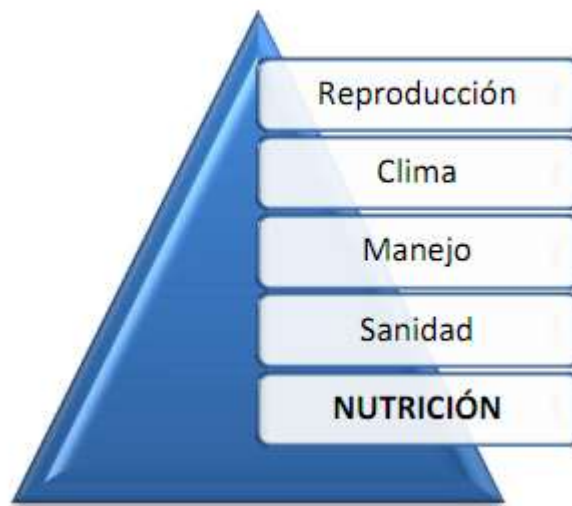 Reproducción
Clima
Manejo
Sanidad
NUTRICIÓN